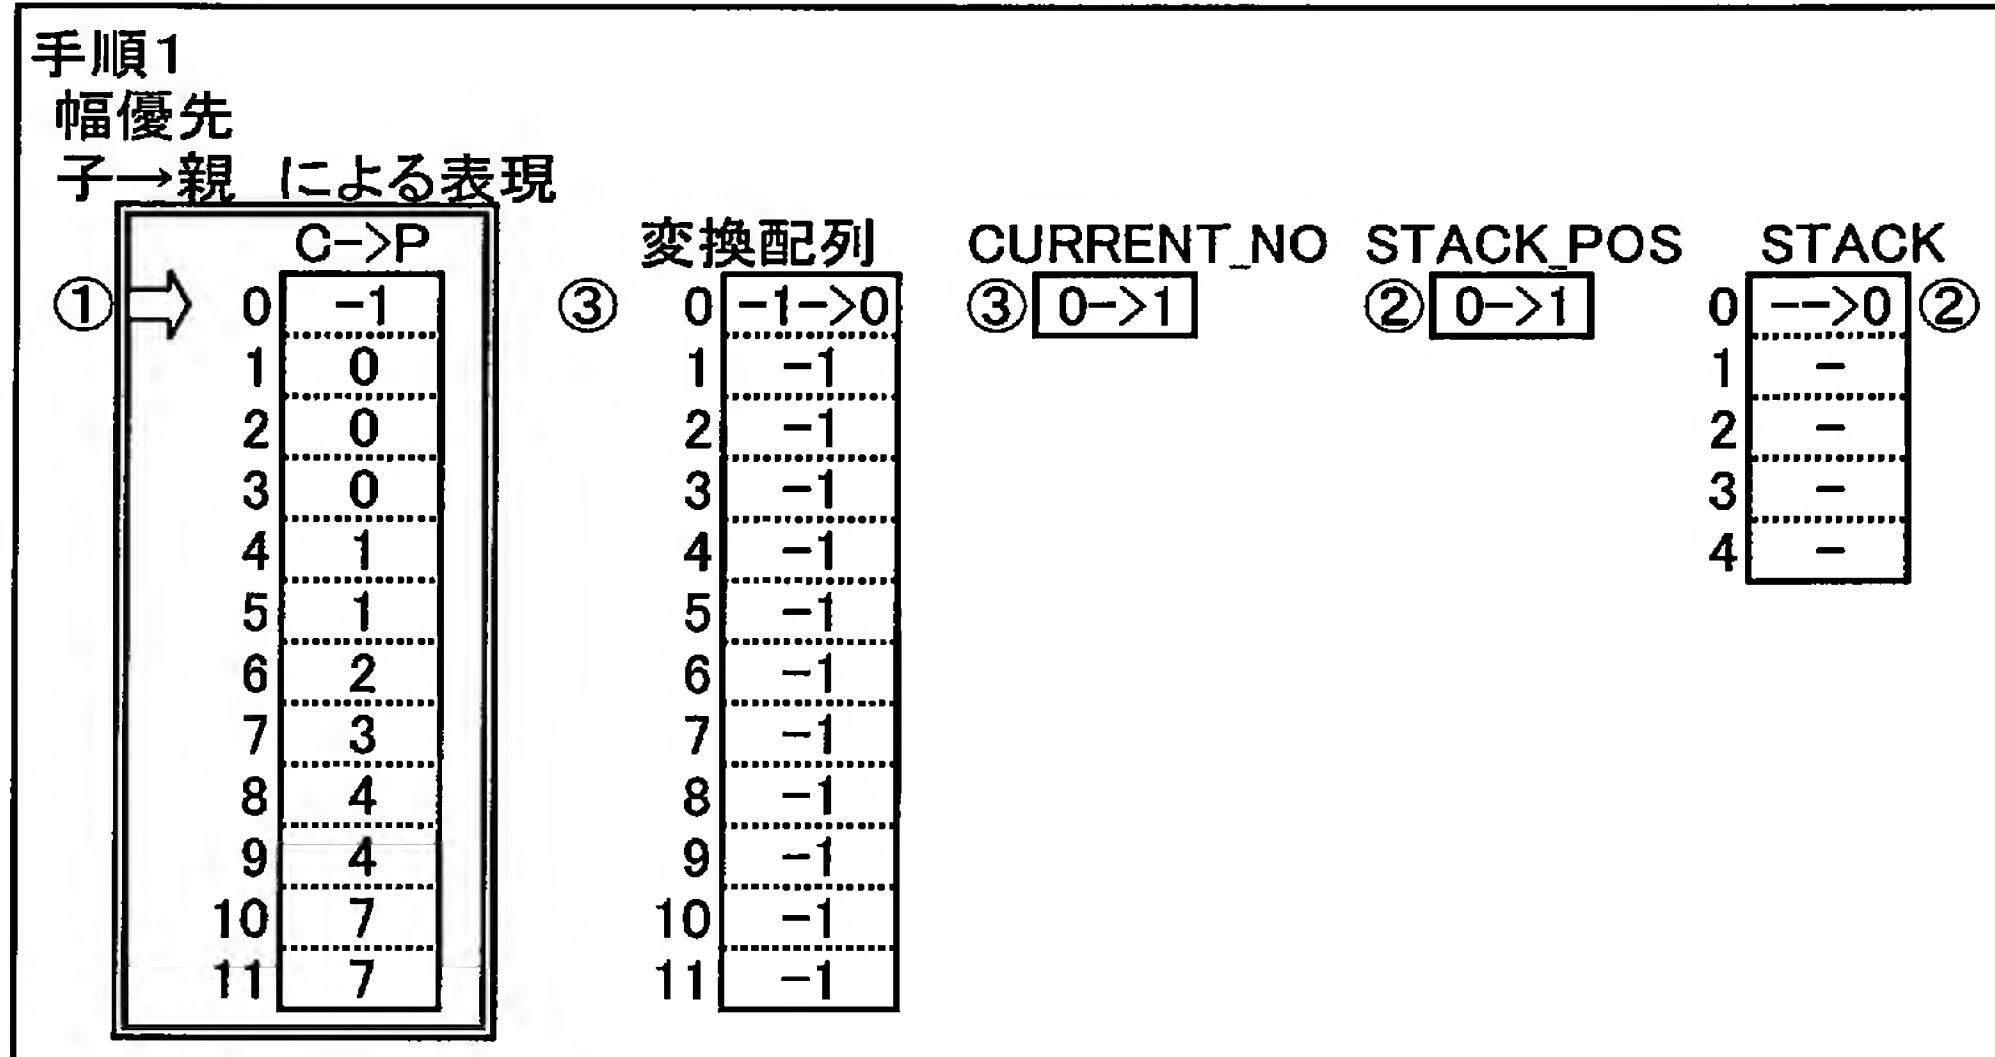 手順1
幅優先
子→親 による表現
C->P 変換配列 CURRENT_NO STACK_POS STACK
① 0 -1 ③ 0 -1->0 ③ 0->1 ② 0->1 0 -->0 ②
1 0 1 -1 1 -
2 0 2 -1 2 -
3 0 3 -1 3 -
4 1 4 -1 4 -
5 1 5 -1
6 2 6 -1
7 3 7 -1
8 4 8 -1
9 4 9 -1
10 7 10 -1
11 7 11 -1